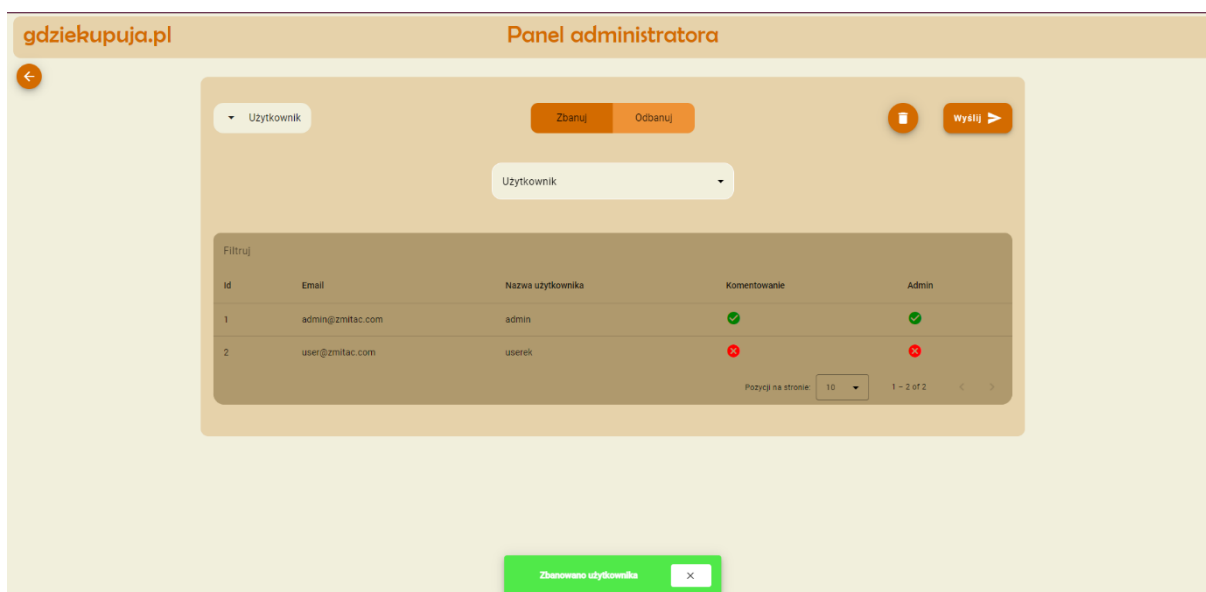 gdziekupuja.pl Panel administratora
Użytkownik Zbanuj Odbanuj Wyślij
Użytkownik
Filtruj
Id Email Nazwa użytkownika Komentowanie Admin
1 admin@zmitac.com admin
2 user@zmitac.com userek
Pozycji na stronie: 10 1 – 2 of 2
Zbanowano użytkownika